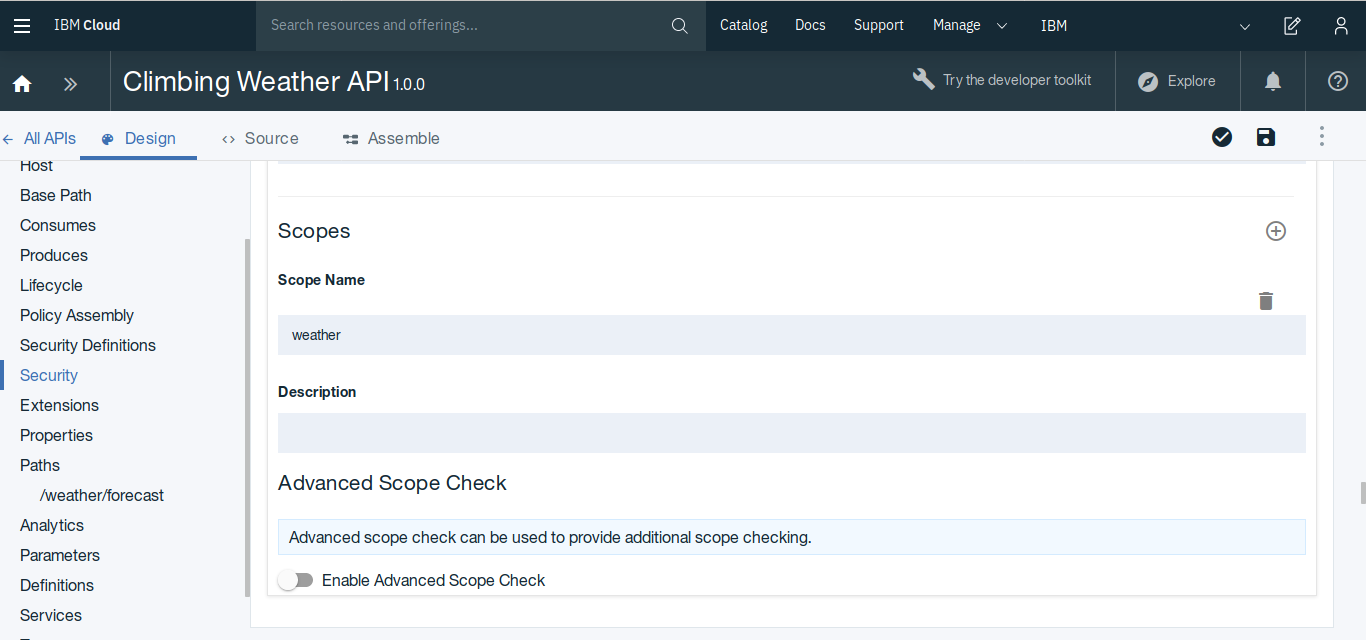 IBM Cloud
Search resources and offerings...
Catalog
Docs
Support
Manage
IBM
Climbing Weather API 1.0.0
Try the developer toolkit
Explore
All APIs
Design
Source
Assemble
Host
Base Path
Consumes
Produces
Lifecycle
Policy Assembly
Security Definitions
Security
Extensions
Properties
Paths
/weather/forecast
Analytics
Parameters
Definitions
Services
Scopes
Scope Name
weather
Description
Advanced Scope Check
Advanced scope check can be used to provide additional scope checking.
Enable Advanced Scope Check